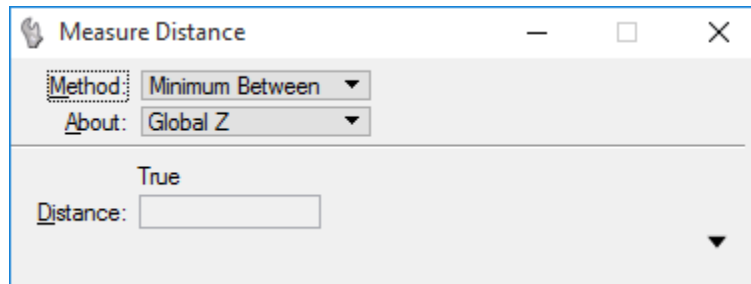 Measure Distance
Method: Minimum Between
About: Global Z
True
Distance: